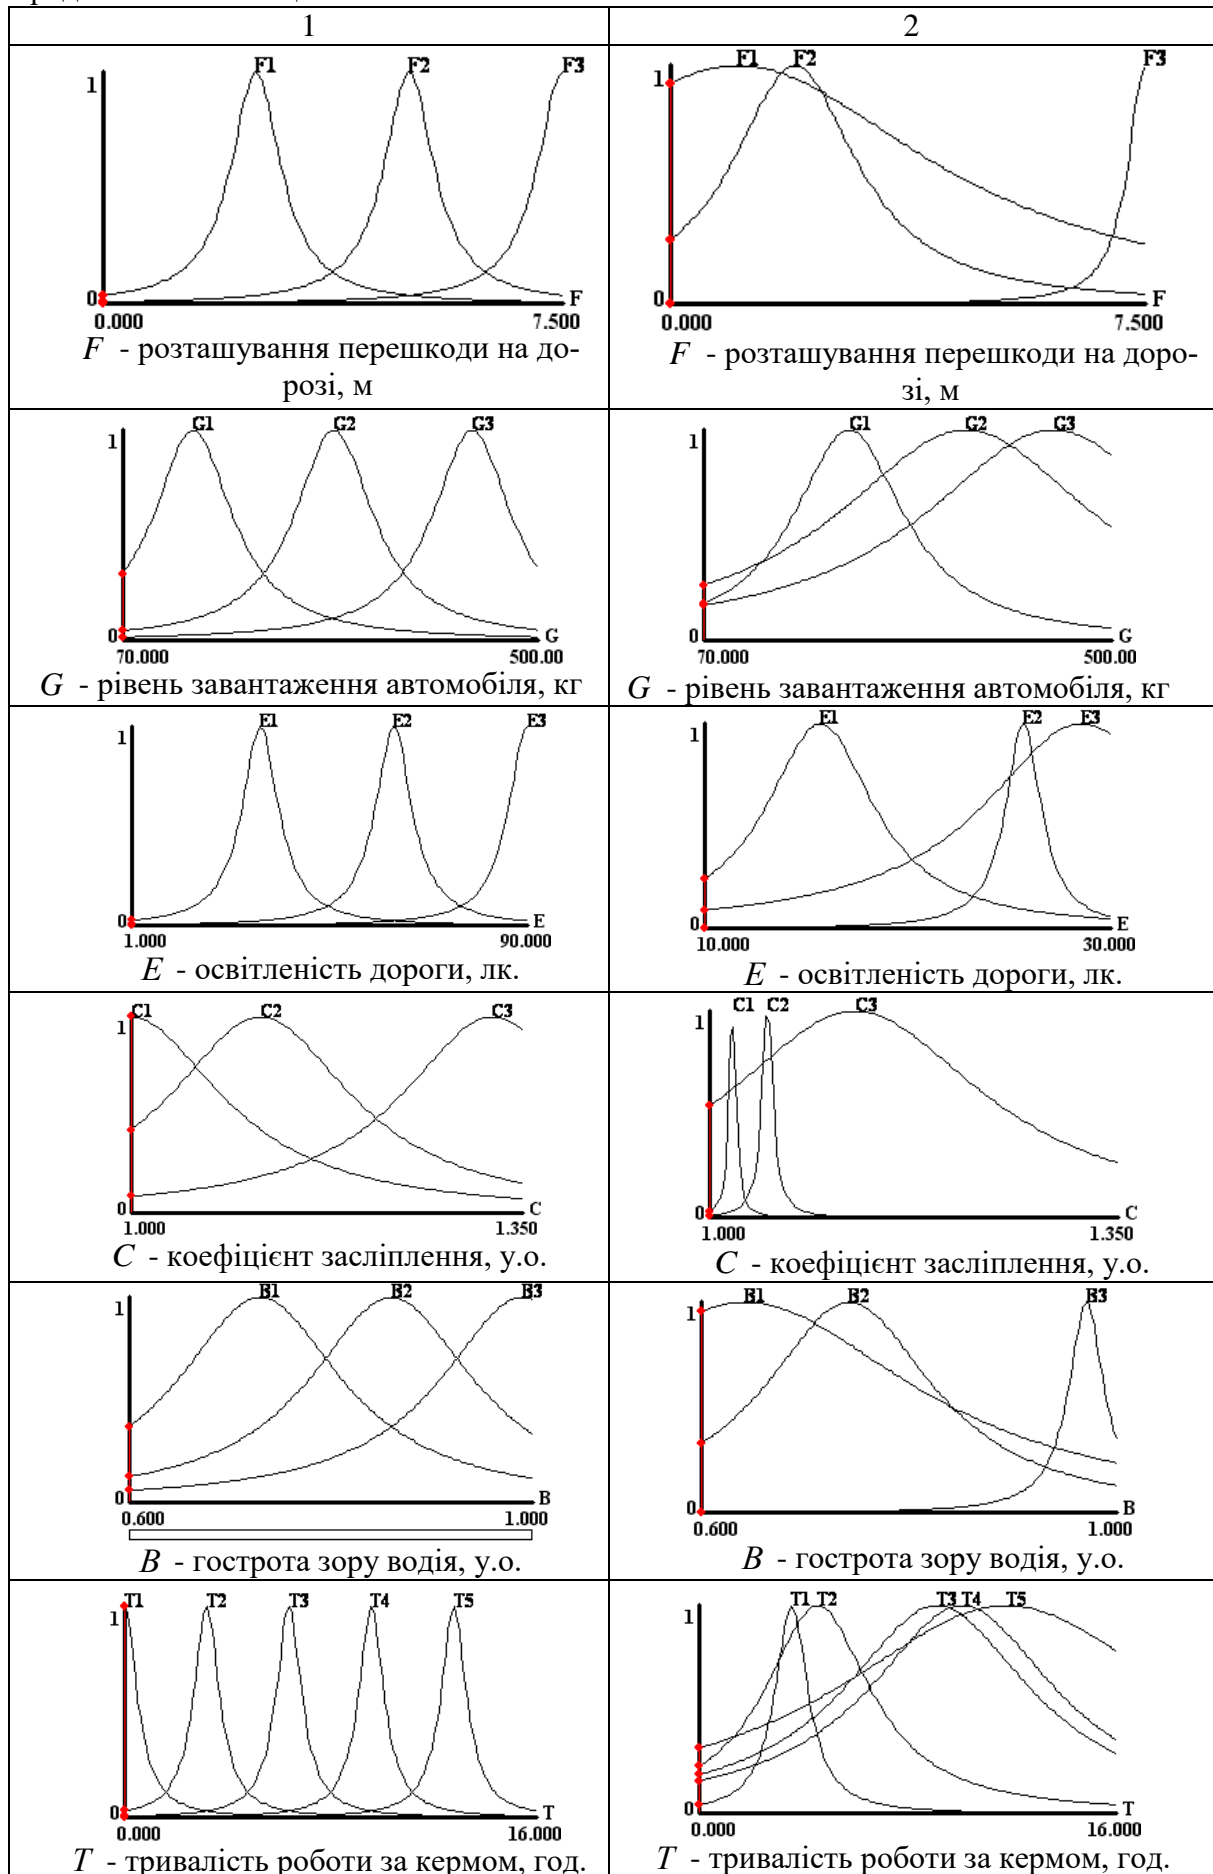 1
2
F1 F2 F3
1
0
F
0.000 7.500
F - розташування перешкоди на до-
розі, м
F1 F2 F3
1
0
F
0.000 7.500
F - розташування перешкоди на доро-
зі, м
G1 G2 G3
1
0
G
70.000 500.00
G - рівень завантаження автомобіля, кг
G1 G2 G3
1
0
G
70.000 500.00
G - рівень завантаження автомобіля, кг
E1 E2 E3
1
0
E
1.000 90.000
E - освітленість дороги, лк.
E1 E2 E3
1
0
E
10.000 30.000
E - освітленість дороги, лк.
C1 C2 C3
1
0
C
1.000 1.350
C - коефіцієнт засліплення, у.о.
C1 C2 C3
1
0
C
1.000 1.350
C - коефіцієнт засліплення, у.о.
B1 B2 B3
1
0
B
0.600 1.000
B - гострота зору водія, у.о.
B1 B2 B3
1
0
B
0.600 1.000
B - гострота зору водія, у.о.
T1 T2 T3 T4 T5
1
0
T
0.000 16.000
T - тривалість роботи за кермом, год.
T1 T2 T3 T4 T5
1
0
T
0.000 16.000
T - тривалість роботи за кермом, год.